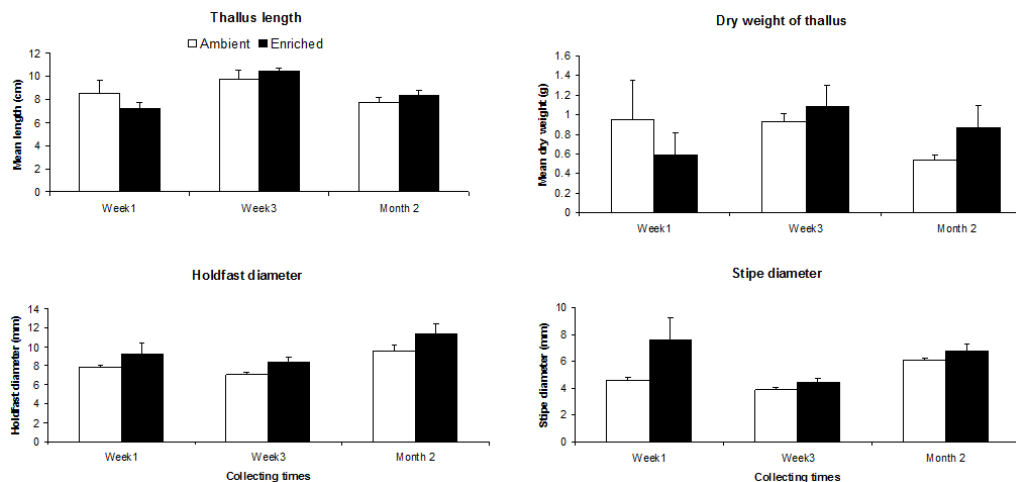 Thallus length
Ambient Enriched
Mean length (cm)
12
10
8
6
4
2
0
Week1 Week3 Month 2
Dry weight of thallus
Mean dry weight (g)
1.6
1.4
1.2
1
0.8
0.6
0.4
0.2
0
Week1 Week3 Month 2
Holdfast diameter
Holdfast diameter (mm)
14
12
10
8
6
4
2
0
Week1 Week3 Month 2
Collecting times
Stipe diameter
Stipe diameter (mm)
10
8
6
4
2
0
Week1 Week3 Month 2
Collecting times